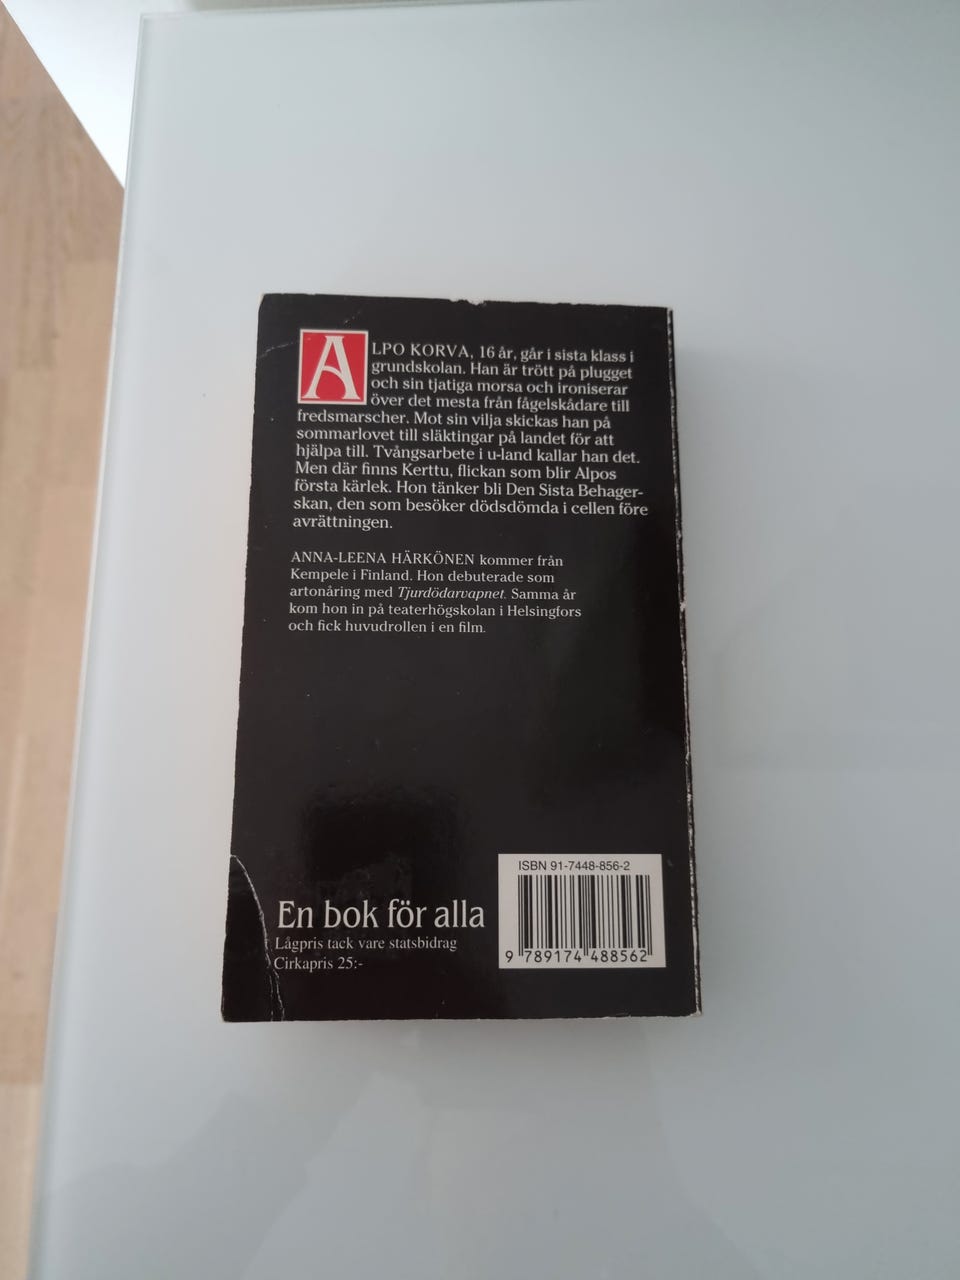 ALPO KORVA, 16 år, går i sista klass i
grundskolan. Han är trött på plugget
och sin tjatiga morsa och ironiserar
över det mesta från fågelskådare till
fredsmarscher. Mot sin vilja skickas han på
sommarlovet till släktingar på landet för att
hjälpa till. Tvångsarbete i u-land kallar han det.
Men där finns Kerttu, flickan som blir Alpos
första kärlek. Hon tänker bli Den Sista Behager-
skan, den som besöker dödsdömda i cellen före
avrättningen.
ANNA-LEENA HÄRKÖNEN kommer från
Kempele i Finland. Hon debuterade som
artonåring med Tjurdödarvapnet. Samma år
kom hon in på teaterhögskolan i Helsingfors
och fick huvudrollen i en film.
En bok för alla
Lågpris tack vare statsbidrag
Cirkapris 25:-
ISBN 91-7448-856-2
9 789174 488562